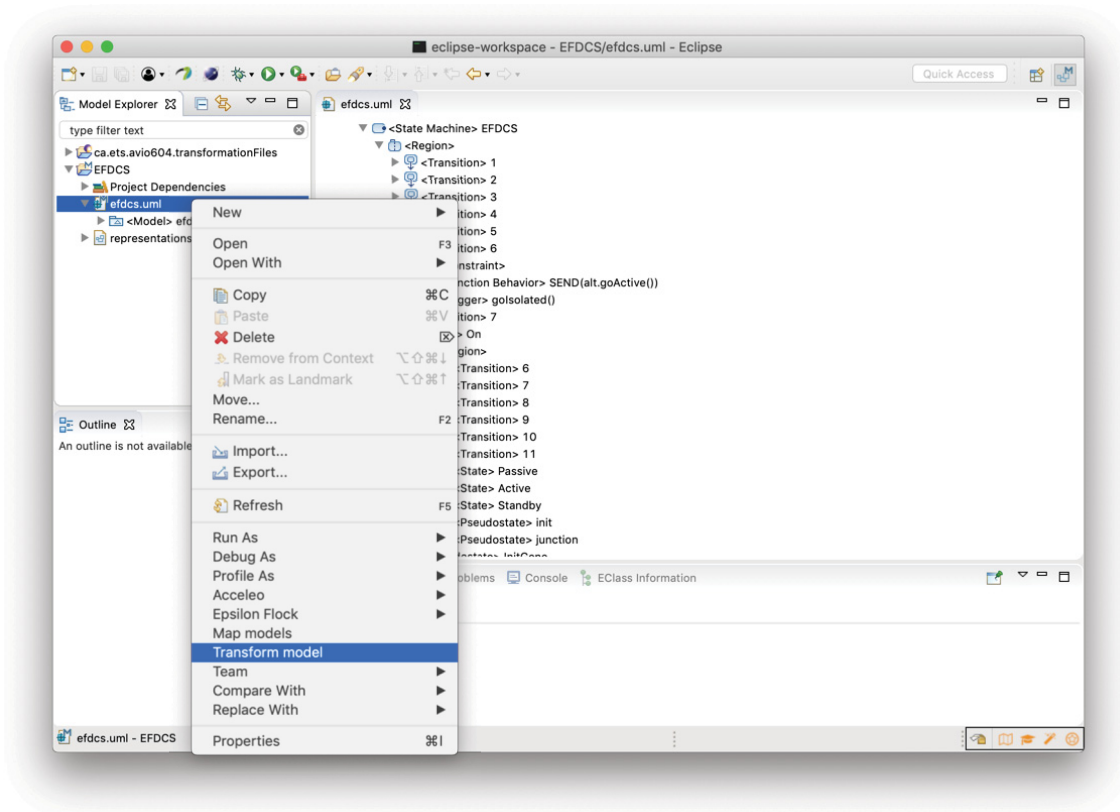 eclipse-workspace - EFDCS/efdcs.uml - Eclipse
Quick Access
Model Explorer
efdcs.uml
type filter text
ca.ets.avio604.transformationFiles
EFDCS
Project Dependencies
efdcs.uml
<Model> efd
representations
<State Machine> EFDCS
<Region>
<Transition> 1
<Transition> 2
<Transition> 3
ition> 4
ition> 5
ition> 6
nstraint>
nction Behavior> SEND(alt.goActive())
gger> goIsolated()
ition> 7
> On
gion>
<Transition> 6
<Transition> 7
<Transition> 8
<Transition> 9
<Transition> 10
<Transition> 11
<State> Passive
<State> Active
<State> Standby
<Pseudostate> init
<Pseudostate> junction
New
Open F3
Open With
Copy ⌘C
Paste ⌘V
Delete ⌦
Remove from Context ⌥⇧⌘↓
Mark as Landmark ⌥⇧⌘↑
Move...
Rename... F2
Import...
Export...
Refresh F5
Run As
Debug As
Profile As
Acceleo
Epsilon Flock
Map models
Transform model
Team
Compare With
Replace With
Properties ⌘I
Outline
An outline is not available
oblems
Console
EClass Information
efdcs.uml - EFDCS